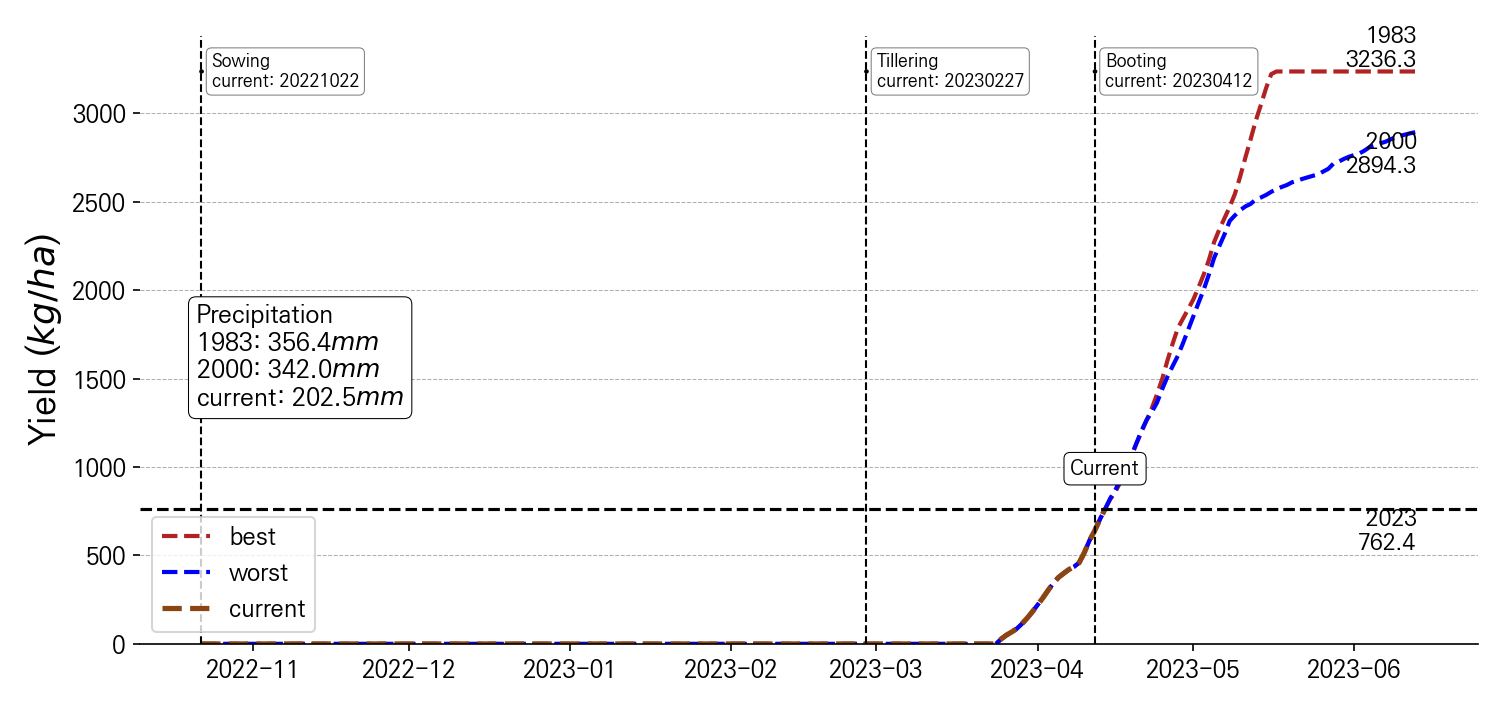 1983
3236.3
Sowing
current: 20221022
Tillering
current: 20230227
Booting
current: 20230412
2000
2894.3
Precipitation
1983: 356.4mm
2000: 342.0mm
current: 202.5mm
Current
2023
762.4
best
worst
current
Yield (kg/ha)
3000
2500
2000
1500
1000
500
0
2022-11
2022-12
2023-01
2023-02
2023-03
2023-04
2023-05
2023-06